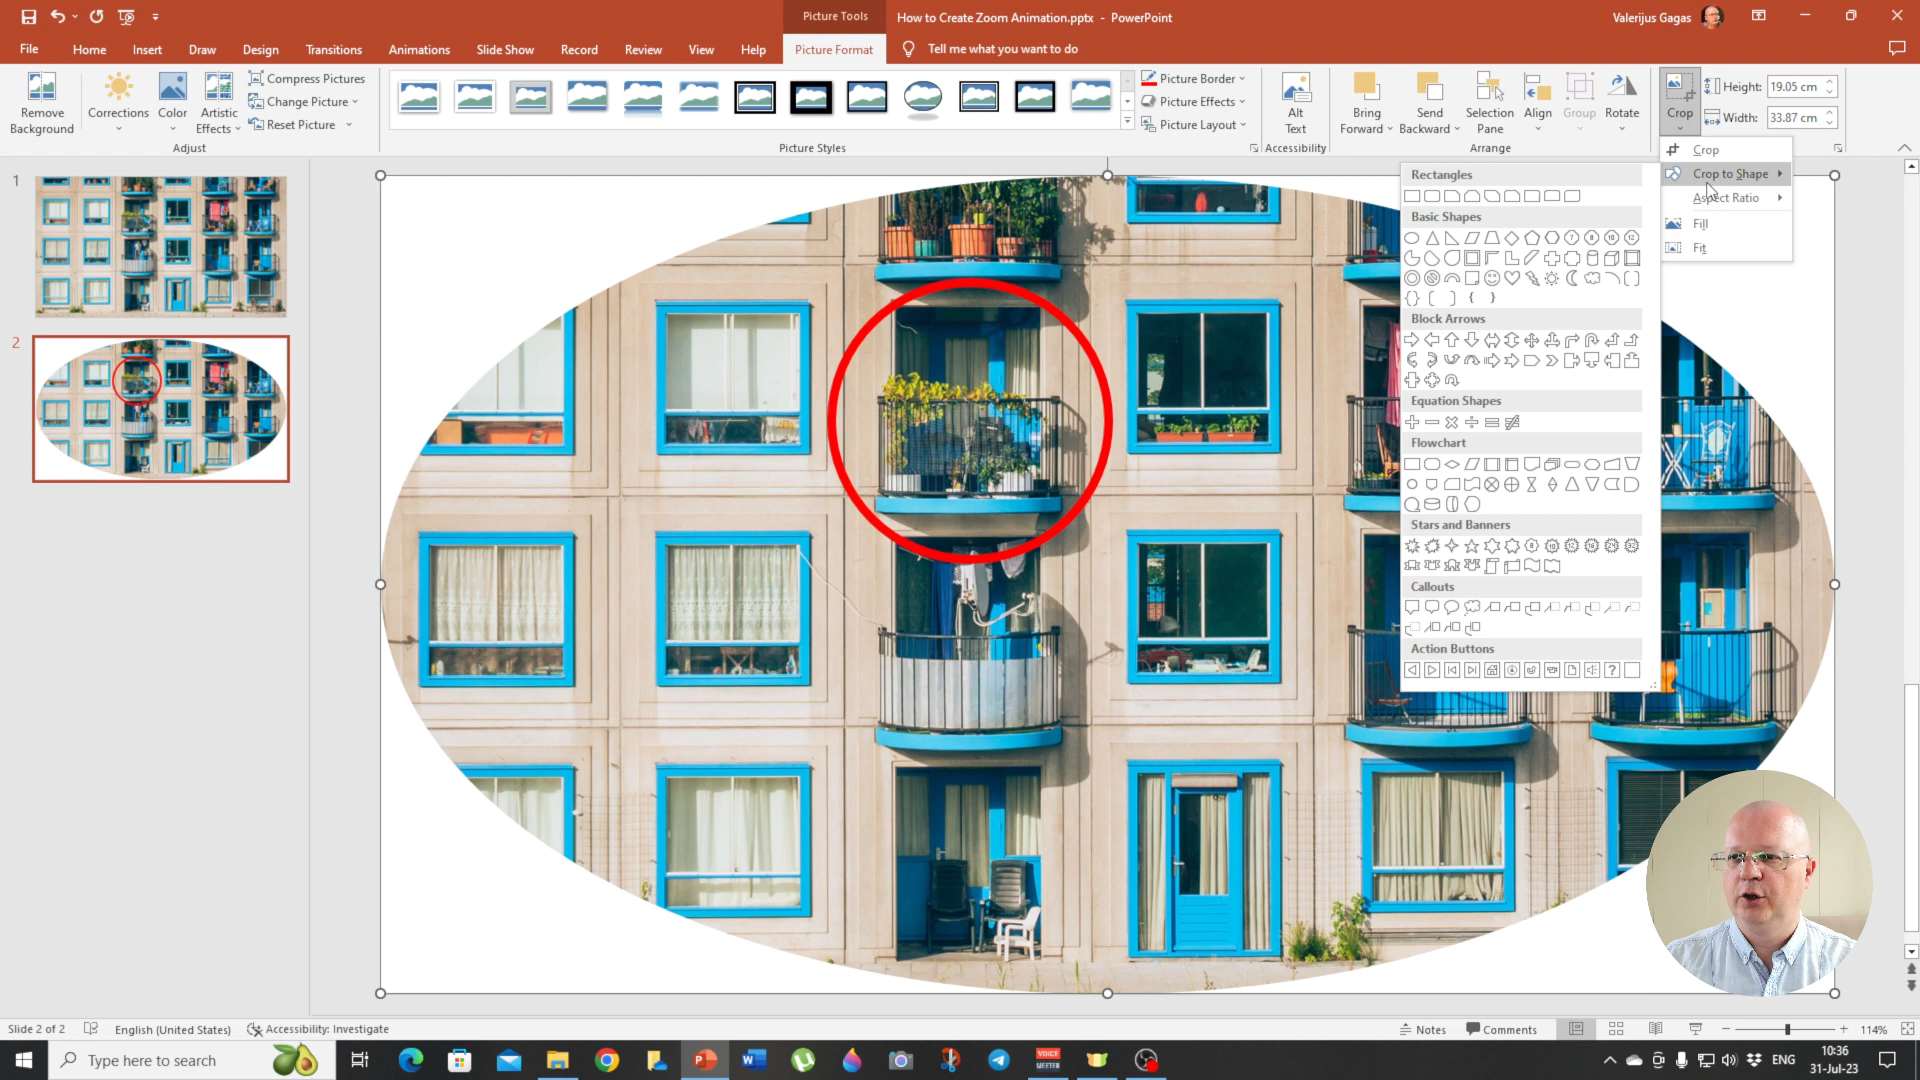 Picture Tools
How to Create Zoom Animation.pptx - PowerPoint
Valerijus Gagas
File
Home
Insert
Draw
Design
Transitions
Animations
Slide Show
Record
Review
View
Help
Picture Format
Tell me what you want to do
Remove
Background
Corrections
Color
Artistic
Effects
Compress Pictures
Change Picture
Reset Picture
Adjust
Picture Styles
Picture Border
Picture Effects
Picture Layout
Alt
Text
Accessibility
Bring
Forward
Send
Backward
Selection
Pane
Align
Group
Rotate
Arrange
Crop
Height:
19.05 cm
Width:
33.87 cm
Crop
Crop to Shape
Aspect Ratio
Fill
Fit
Rectangles
Basic Shapes
Block Arrows
Equation Shapes
Flowchart
Stars and Banners
Callouts
Action Buttons
1
2
Slide 2 of 2
English (United States)
Accessibility: Investigate
Notes
Comments
114%
Type here to search
VOICE
MEETER
ENG
10:36
31-Jul-23